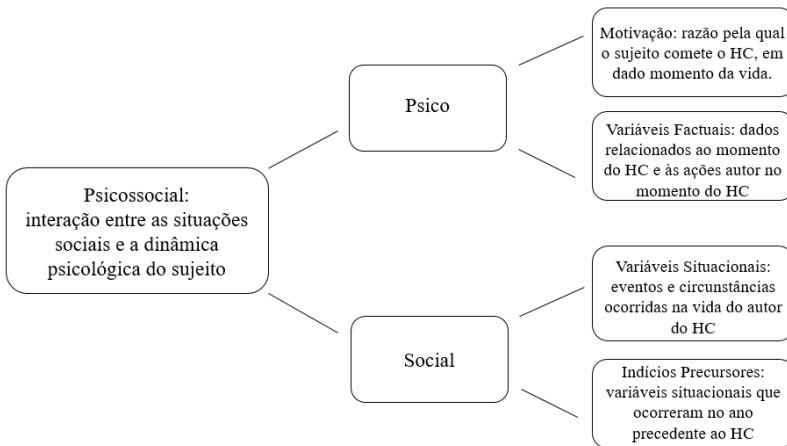 Psicossocial:
interação entre as situações
sociais e a dinâmica
psicológica do sujeito
Psico
Motivação: razão pela qual
o sujeito comete o HC, em
dado momento da vida.
Variáveis Factuais: dados
relacionados ao momento
do HC e às ações autor no
momento do HC
Social
Variáveis Situacionais:
eventos e circunstâncias
ocorridas na vida do autor
do HC
Indícios Precursores:
variáveis situacionais que
ocorreram no ano
precedente ao HC